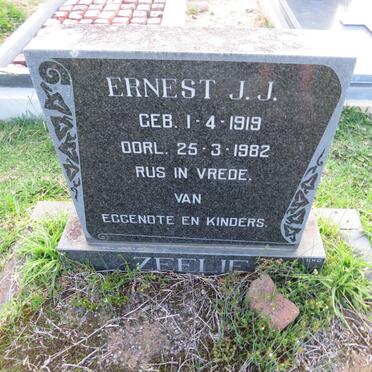 ERNEST J.J.
GEB. 1-4-1919
OORL. 25-3-1982
RUS IN VREDE.
VAN
EGGENOTE EN KINDERS.
ZEELIE